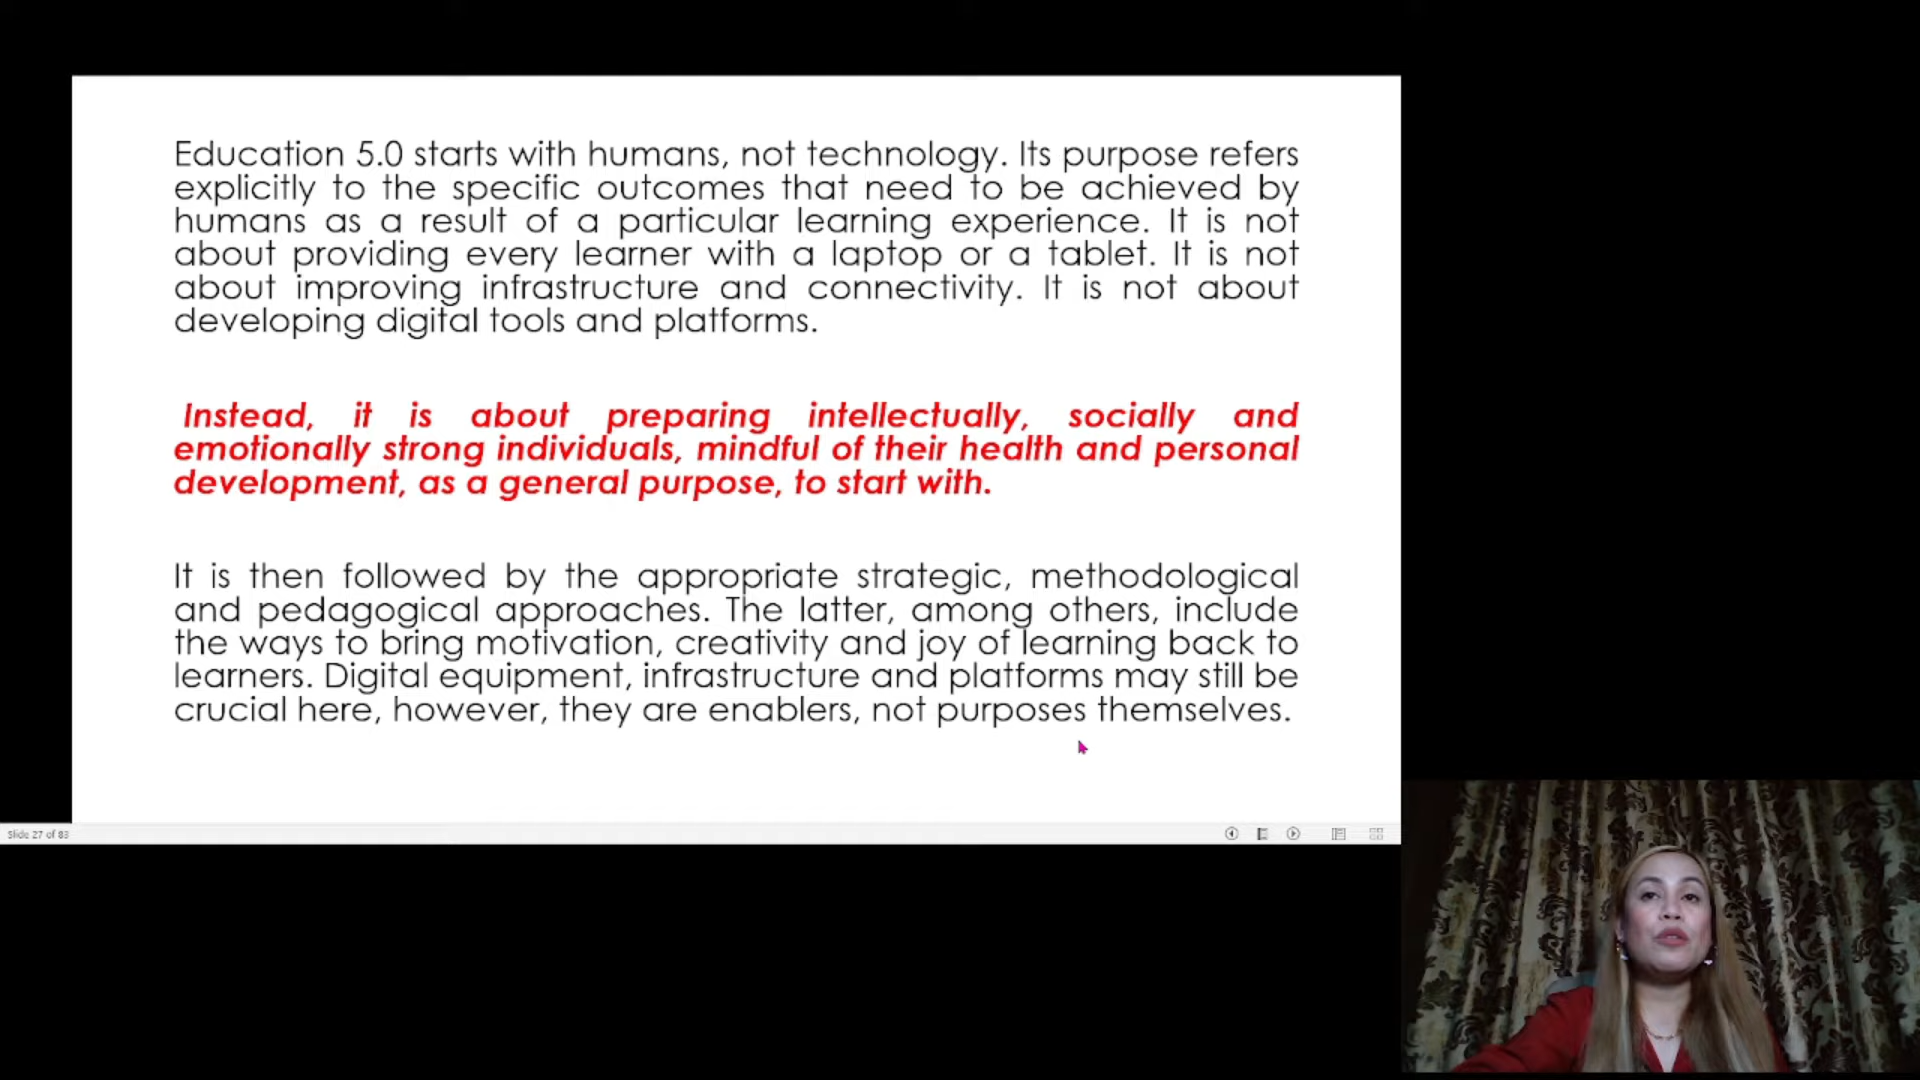 Education 5.0 starts with humans, not technology. Its purpose refers
explicitly to the specific outcomes that need to be achieved by
humans as a result of a particular learning experience. It is not
about providing every learner with a laptop or a tablet. It is not
about improving infrastructure and connectivity. It is not about
developing digital tools and platforms.
Instead, it is about preparing intellectually, socially and
emotionally strong individuals, mindful of their health and personal
development, as a general purpose, to start with.
It is then followed by the appropriate strategic, methodological
and pedagogical approaches. The latter, among others, include
the ways to bring motivation, creativity and joy of learning back to
learners. Digital equipment, infrastructure and platforms may still be
crucial here, however, they are enablers, not purposes themselves.
Slide 27 of 83